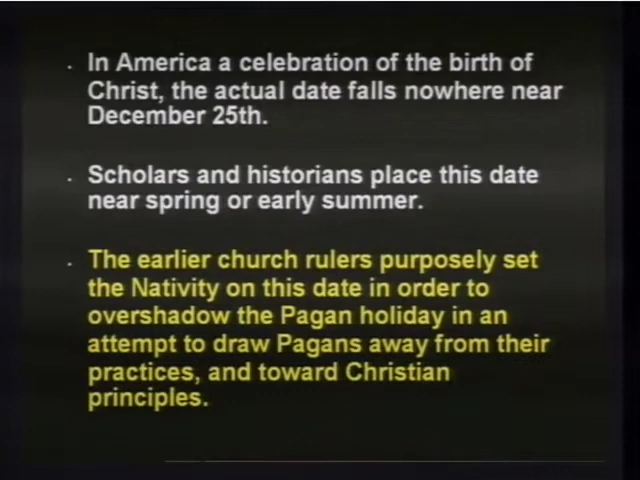 . In America a celebration of the birth of
Christ, the actual date falls nowhere near
December 25th.
. Scholars and historians place this date
near spring or early summer.
. The earlier church rulers purposely set
the Nativity on this date in order to
overshadow the Pagan holiday in an
attempt to draw Pagans away from their
practices, and toward Christian
principles.